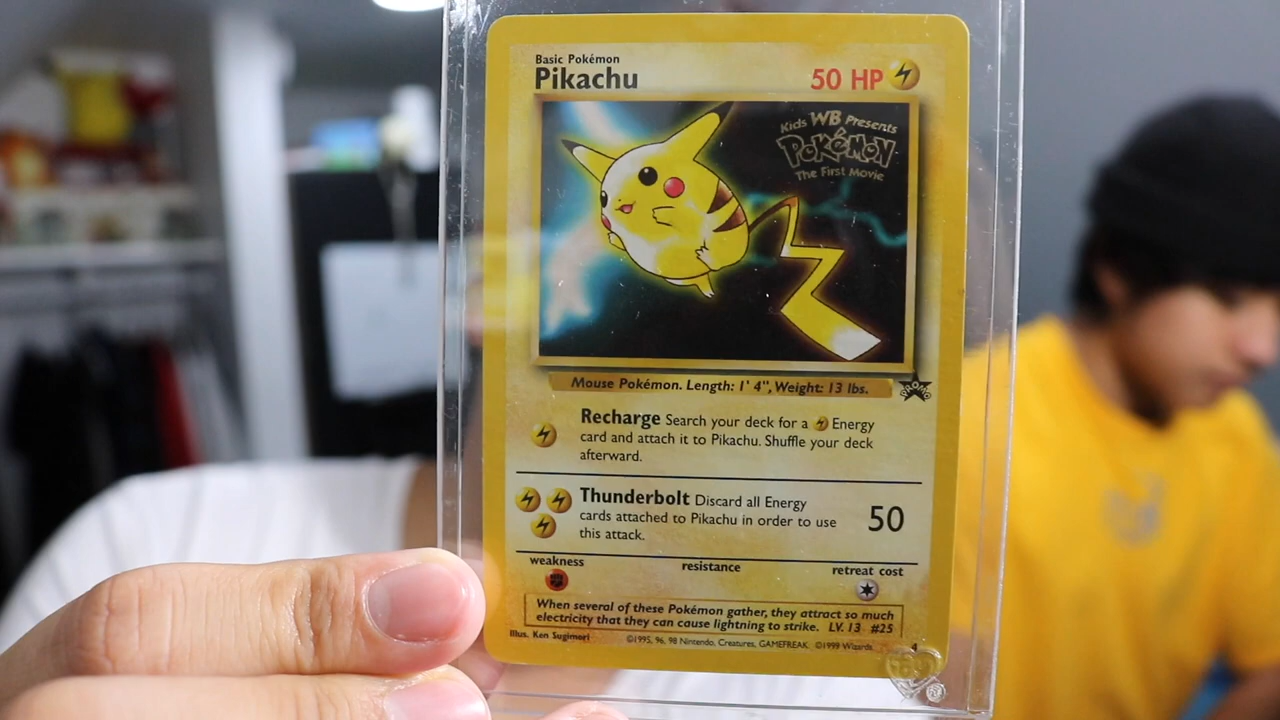 Basic Pokémon
Pikachu 50 HP
Kids WB Presents
POKéMON
The First Movie
Mouse Pokémon. Length: 1' 4", Weight: 13 lbs.
PROMO
Recharge Search your deck for a Energy
card and attach it to Pikachu. Shuffle your deck
afterward.
Thunderbolt Discard all Energy
cards attached to Pikachu in order to use
this attack.
50
weakness resistance retreat cost
When several of these Pokémon gather, they attract so much
electricity that they can cause lightning to strike. LV. 13 #25
Illus. Ken Sugimori ©1995, 96, 98 Nintendo, Creatures, GAMEFREAK. ©1999 Wizards. 4